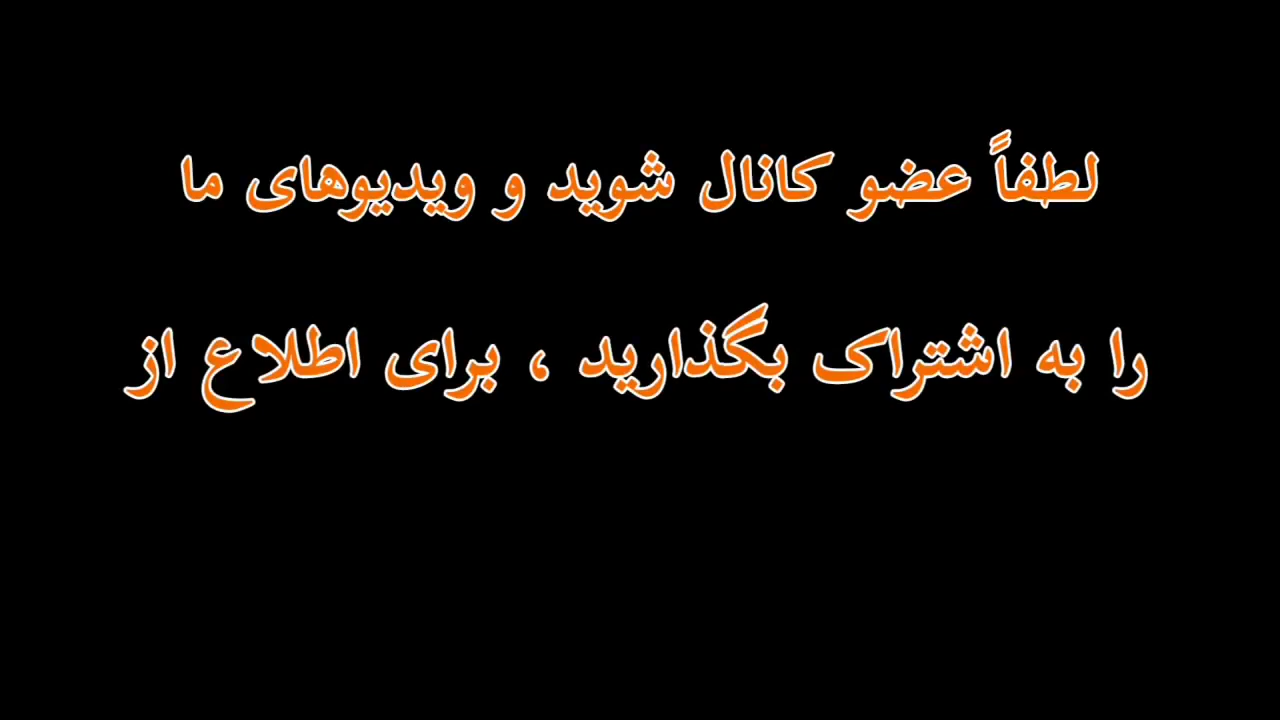 لطفاً عضو کانال شوید و ویدیوهای ما
را به اشتراک بگذارید ، برای اطلاع از